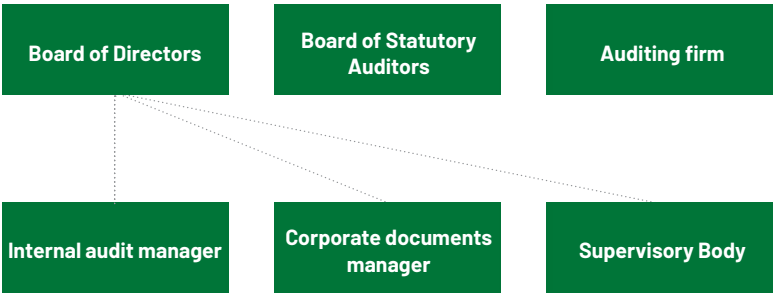 Board of Directors
Board of Statutory
Auditors
Auditing firm
Internal audit manager
Corporate documents
manager
Supervisory Body